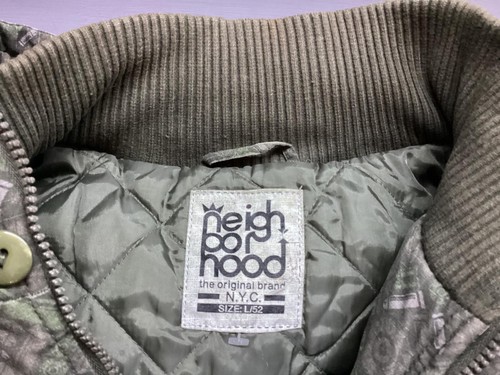 neigh
bor
hood
the original brand
N.Y.C.
SIZE: L/52